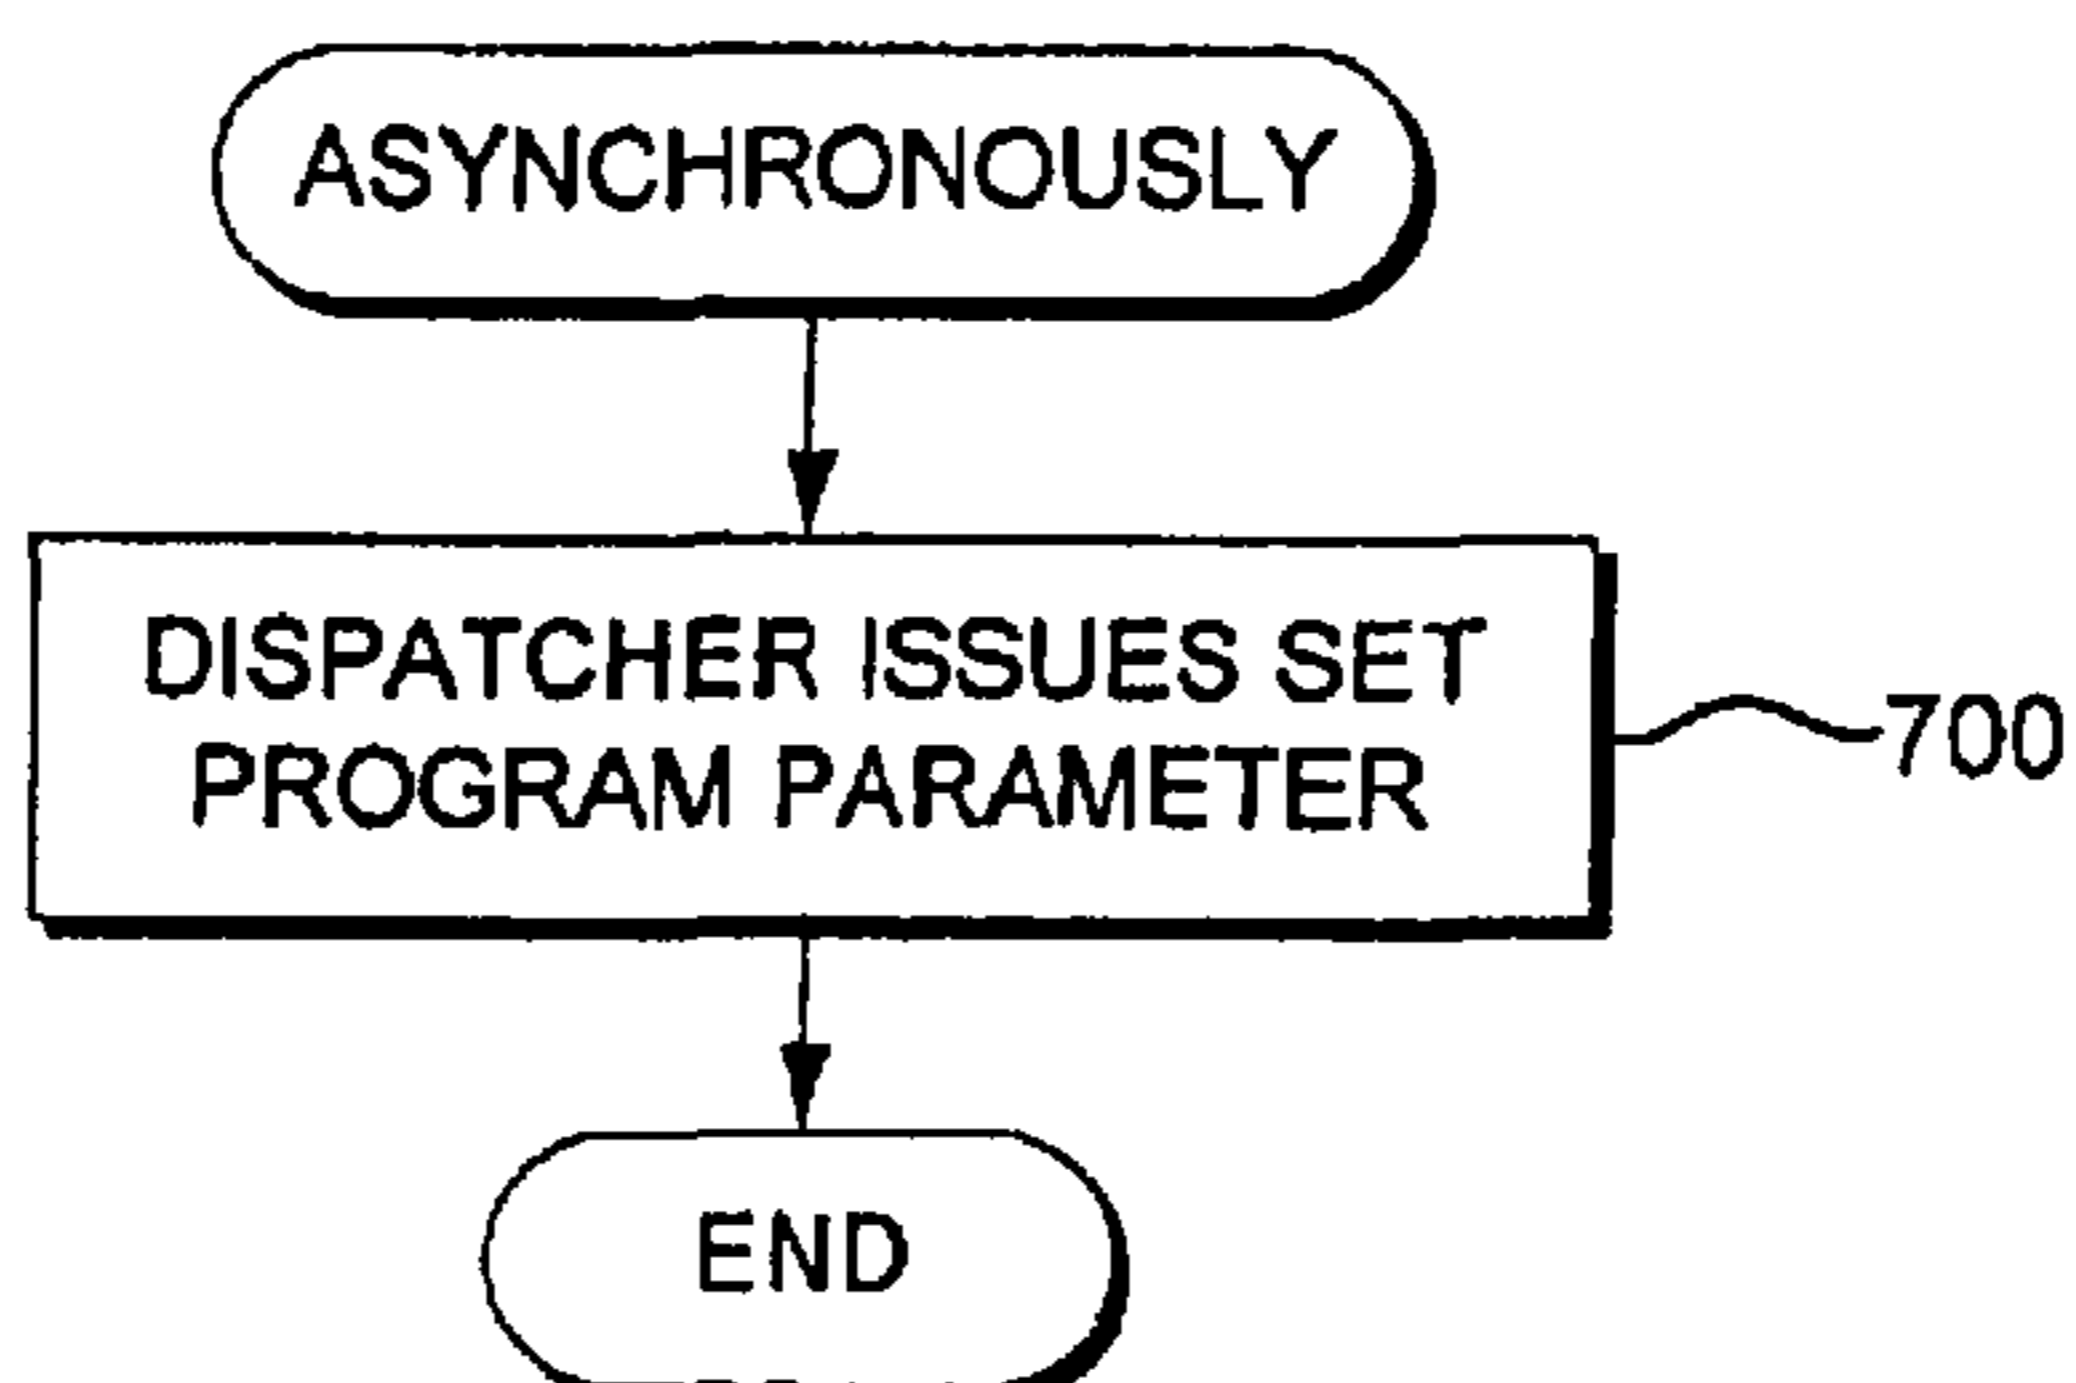 ASYNCHRONOUSLY
DISPATCHER ISSUES SET
PROGRAM PARAMETER
700
END